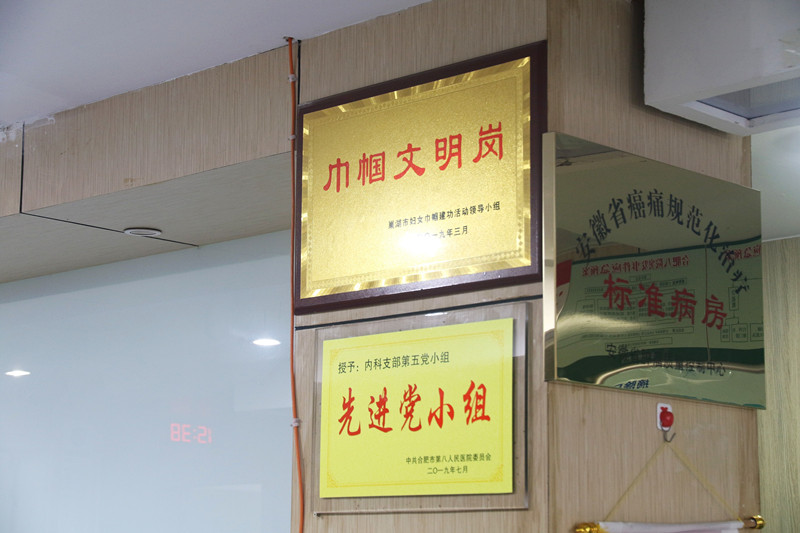 巾帼文明岗
巢湖市妇女巾帼建功活动领导小组
二〇一九年三月
授予：内科支部第五党小组
先进党小组
中共合肥市第八人民医院委员会
二〇一九年七月
安徽省癌痛规范化治疗
标准病房